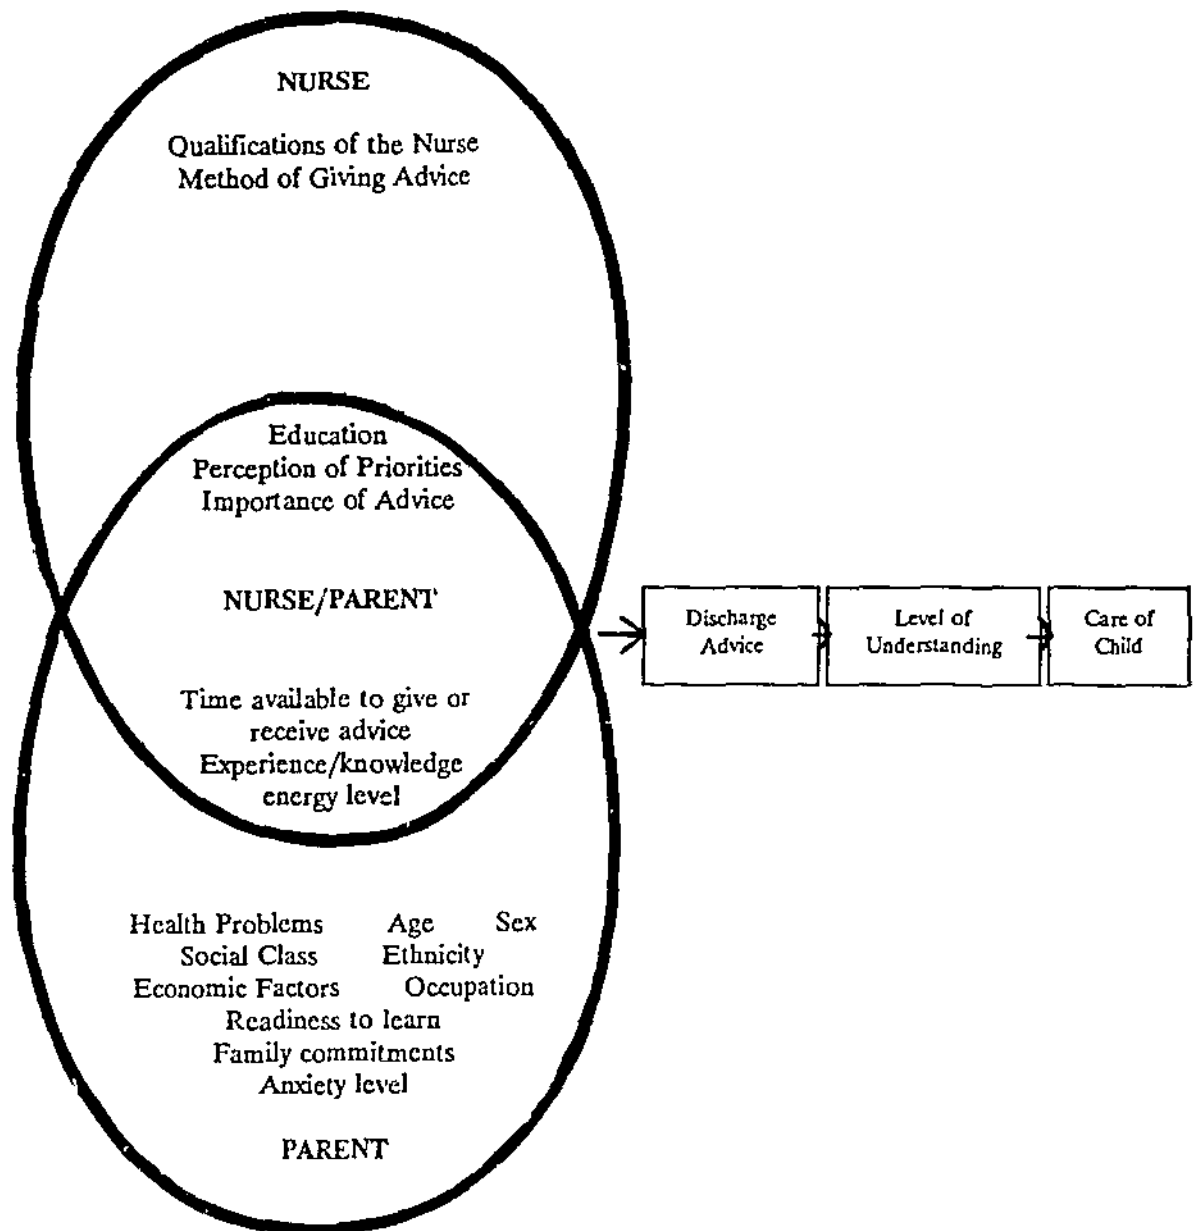 NURSE
Qualifications of the Nurse
Method of Giving Advice
Education
Perception of Priorities
Importance of Advice
NURSE/PARENT
Time available to give or
receive advice
Experience/knowledge
energy level
Discharge
Advice
Level of
Understanding
Care of
Child
Health Problems Age Sex
Social Class Ethnicity
Economic Factors Occupation
Readiness to learn
Family commitments
Anxiety level
PARENT